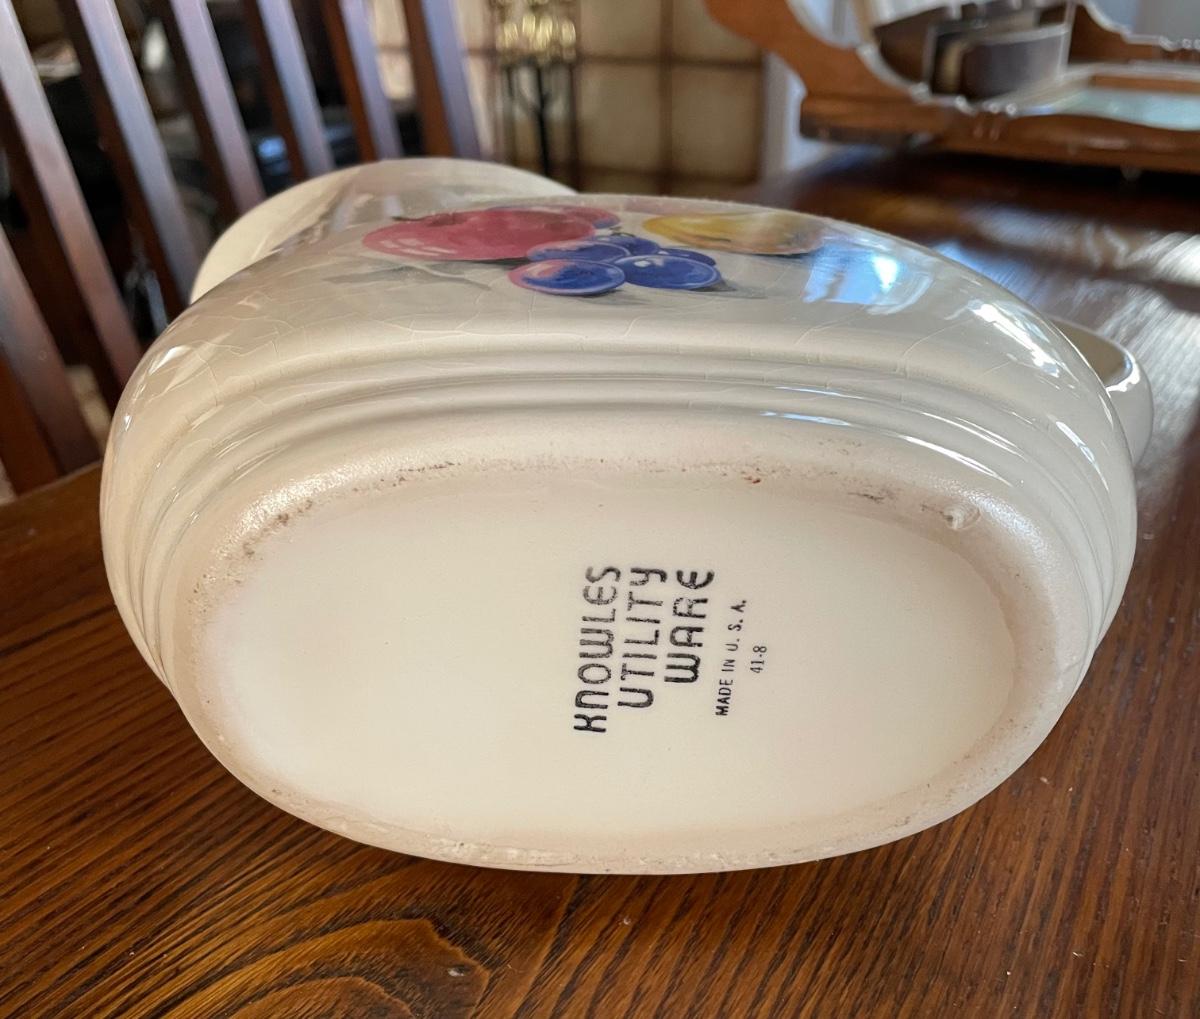 KNOWLES
UTILITY
WARE
MADE IN U. S. A.
41-8